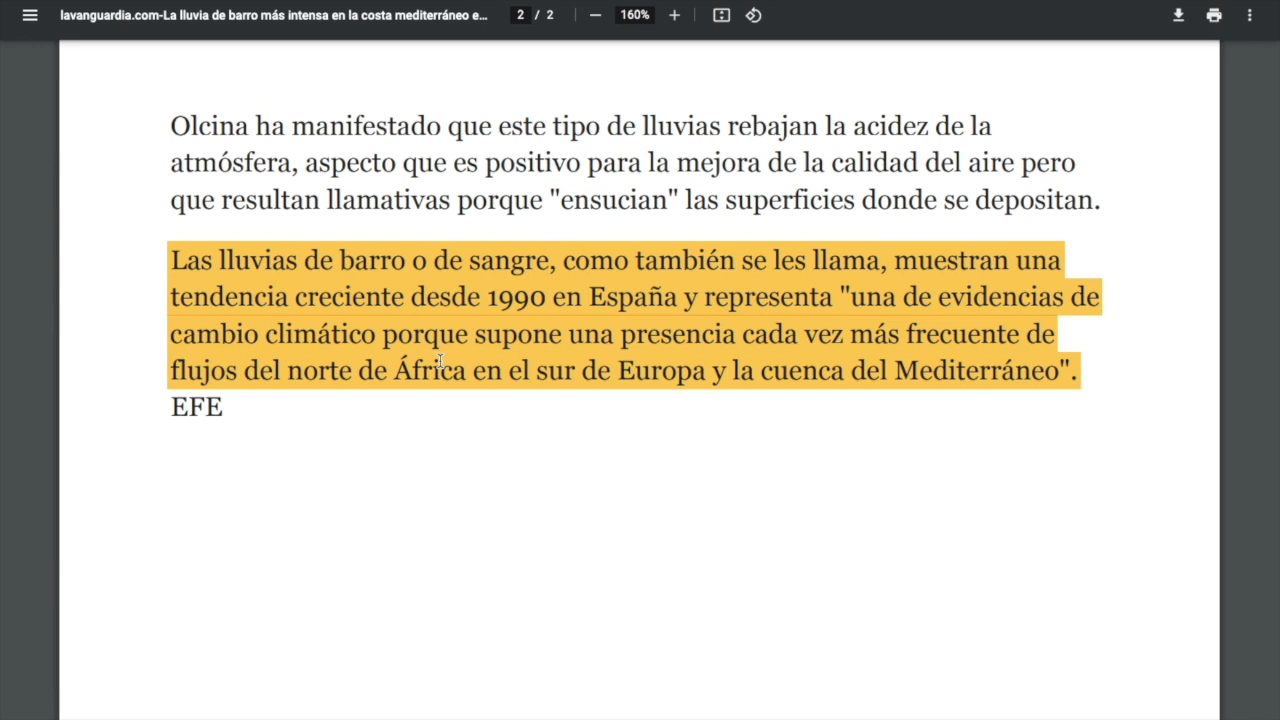 lavanguardia.com-La lluvia de barro más intensa en la costa mediterráneo e...
2 / 2
160%
Olcina ha manifestado que este tipo de lluvias rebajan la acidez de la
atmósfera, aspecto que es positivo para la mejora de la calidad del aire pero
que resultan llamativas porque "ensucian" las superficies donde se depositan.
Las lluvias de barro o de sangre, como también se les llama, muestran una
tendencia creciente desde 1990 en España y representa "una de evidencias de
cambio climático porque supone una presencia cada vez más frecuente de
flujos del norte de África en el sur de Europa y la cuenca del Mediterráneo".
EFE